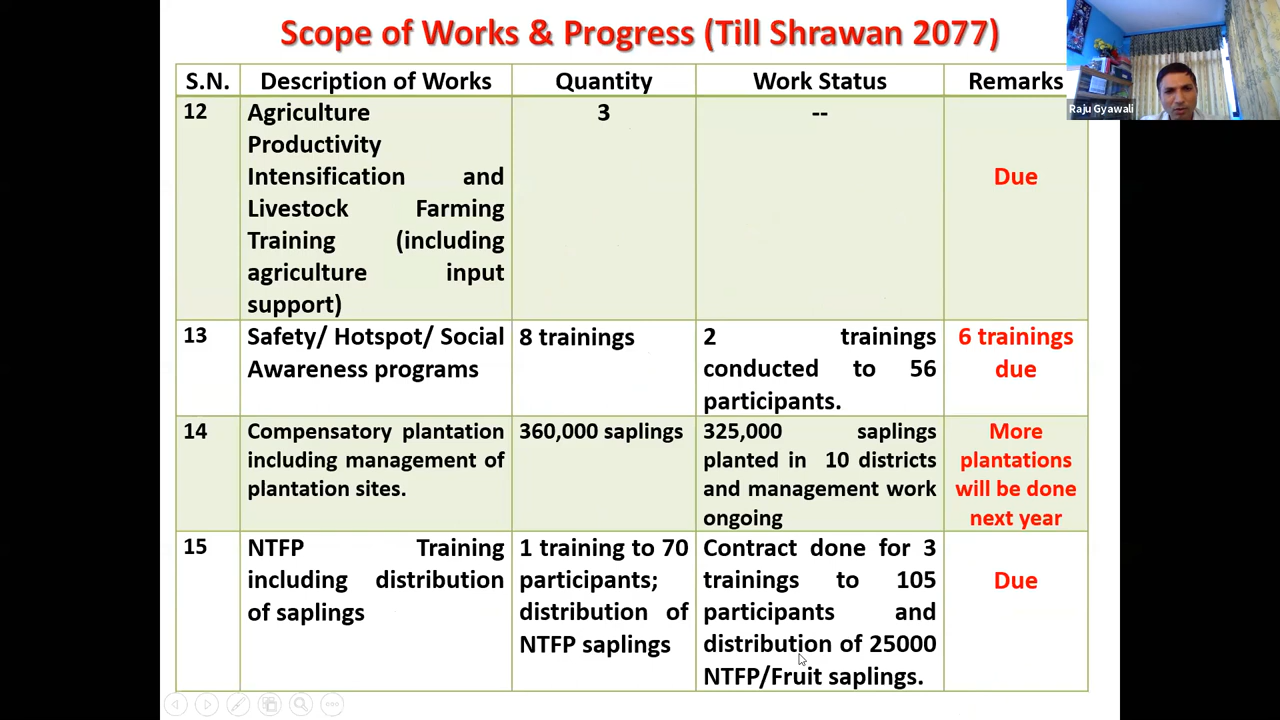 Scope of Works & Progress (Till Shrawan 2077)
Raju Gyawali
S.N. Description of Works Quantity Work Status Remarks
12 Agriculture 3 --
Productivity
Intensification and Due
Livestock Farming
Training (including
agriculture input
support)
13 Safety/ Hotspot/ Social 8 trainings 2 trainings 6 trainings
Awareness programs conducted to 56 due
participants.
14 Compensatory plantation 360,000 saplings 325,000 saplings More
including management of planted in 10 districts plantations
plantation sites. and management work will be done
ongoing next year
15 NTFP Training 1 training to 70 Contract done for 3
including distribution participants; trainings to 105 Due
of saplings distribution of participants and
NTFP saplings distribution of 25000
NTFP/Fruit saplings.